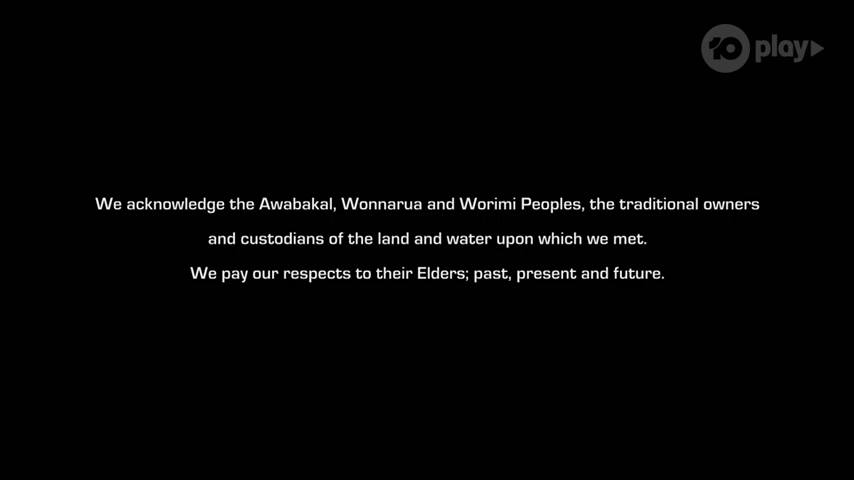 10 play
We acknowledge the Awabakal, Wonnarua and Worimi Peoples, the traditional owners
and custodians of the land and water upon which we met.
We pay our respects to their Elders; past, present and future.